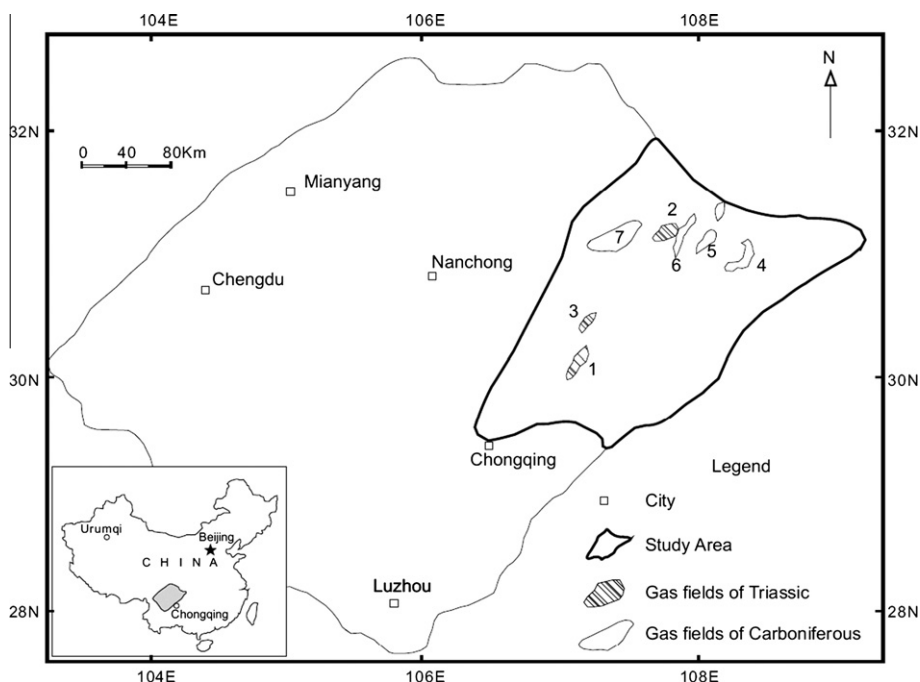 104E 106E 108E
N
32N 32N
0 40 80Km
Mianyang
2
7
Nanchong
6 5 4
Chengdu
3
30N 1 30N
Chongqing
Legend
City
Urumqi
Beijing
Study Area
CHINA
Luzhou
Gas fields of Triassic
Chongqing
28N 28N
Gas fields of Carboniferous
104E 106E 108E